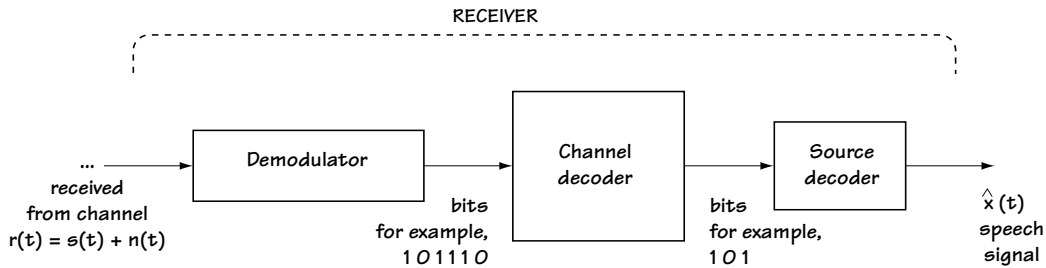 RECEIVER
...
received
from channel
r(t) = s(t) + n(t)
Demodulator
bits
for example,
1 0 1 1 1 0
Channel
decoder
bits
for example,
1 0 1
Source
decoder
x̂ (t)
speech
signal